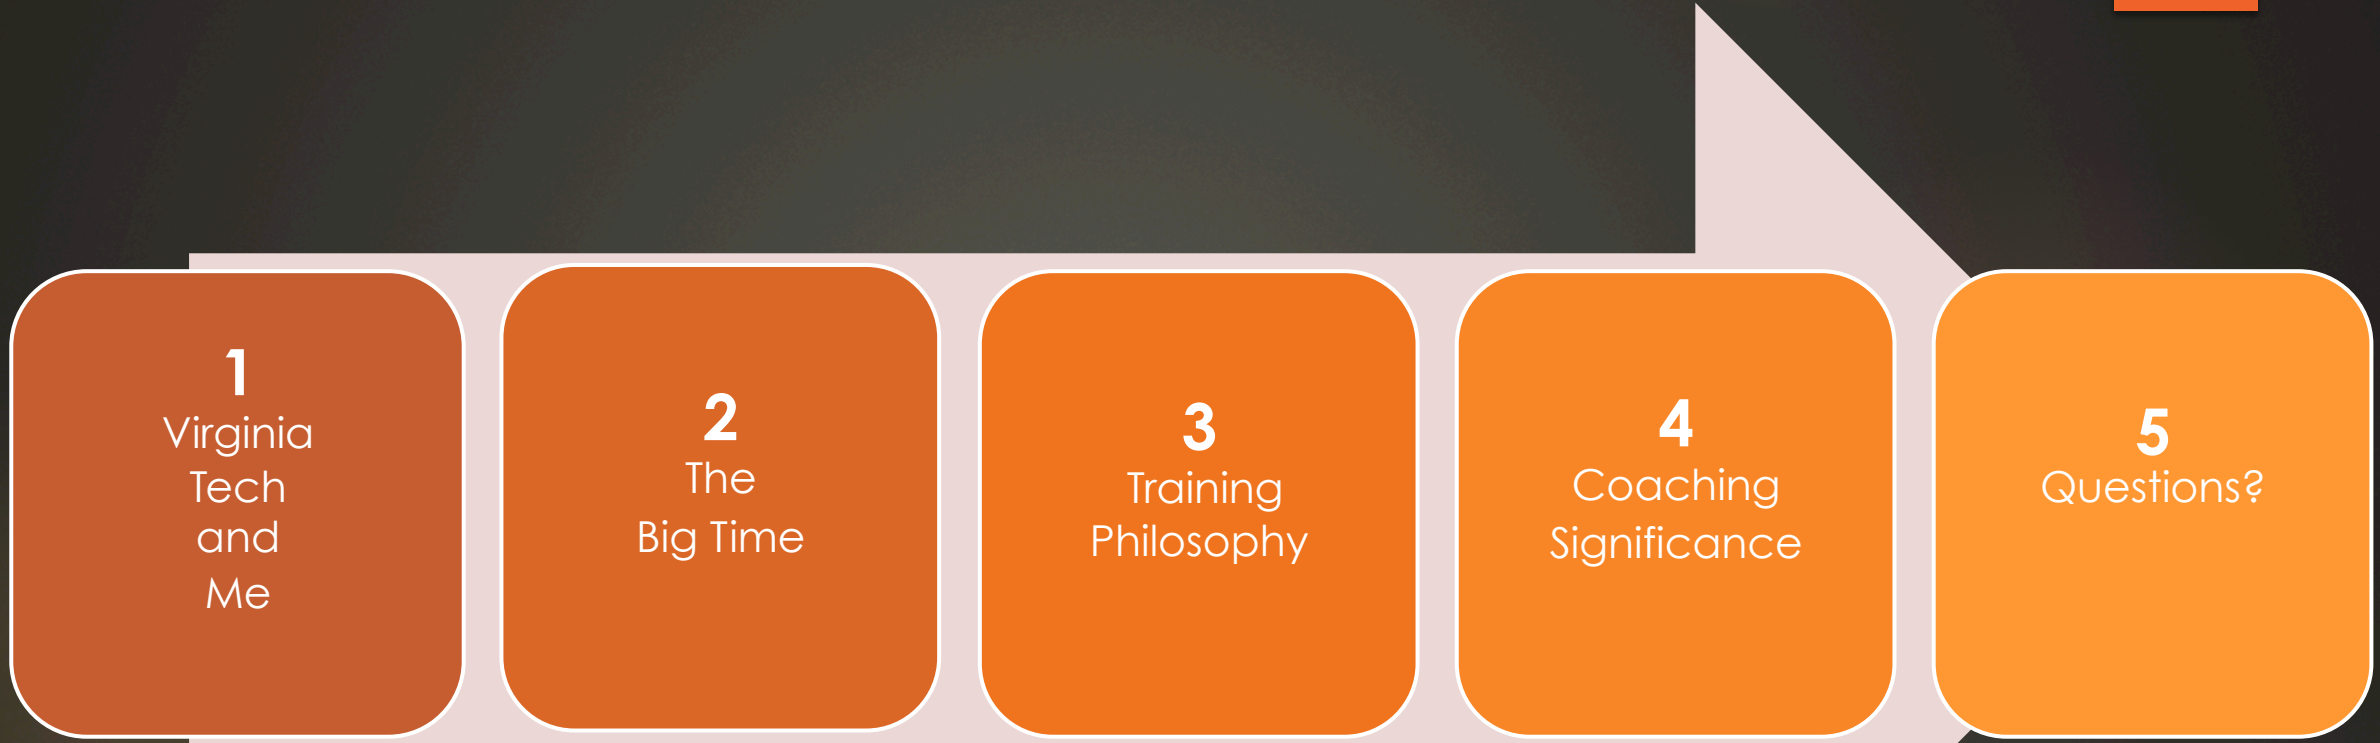 1
Virginia
Tech
and
Me
2
The
Big Time
3
Training
Philosophy
4
Coaching
Significance
5
Questions?